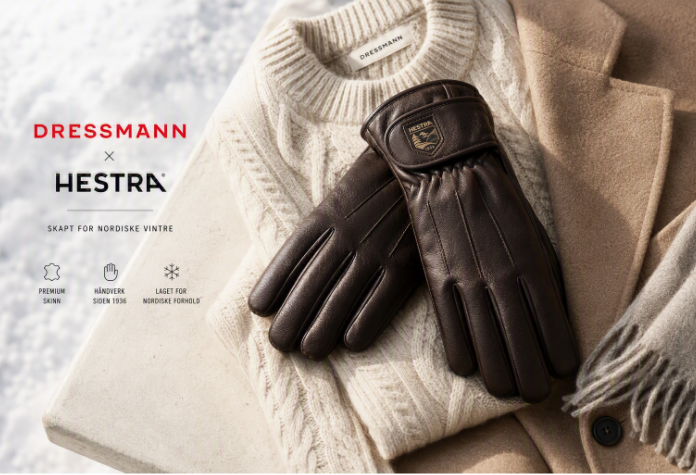 DRESSMANN
DRESSMANN
×
HESTRA
SKAPT FOR NORDISKE VINTRE
PREMIUM
SKINN
HÅNDVERK
SIDEN 1936
LAGET FOR
NORDISKE FORHOLD
HESTRA